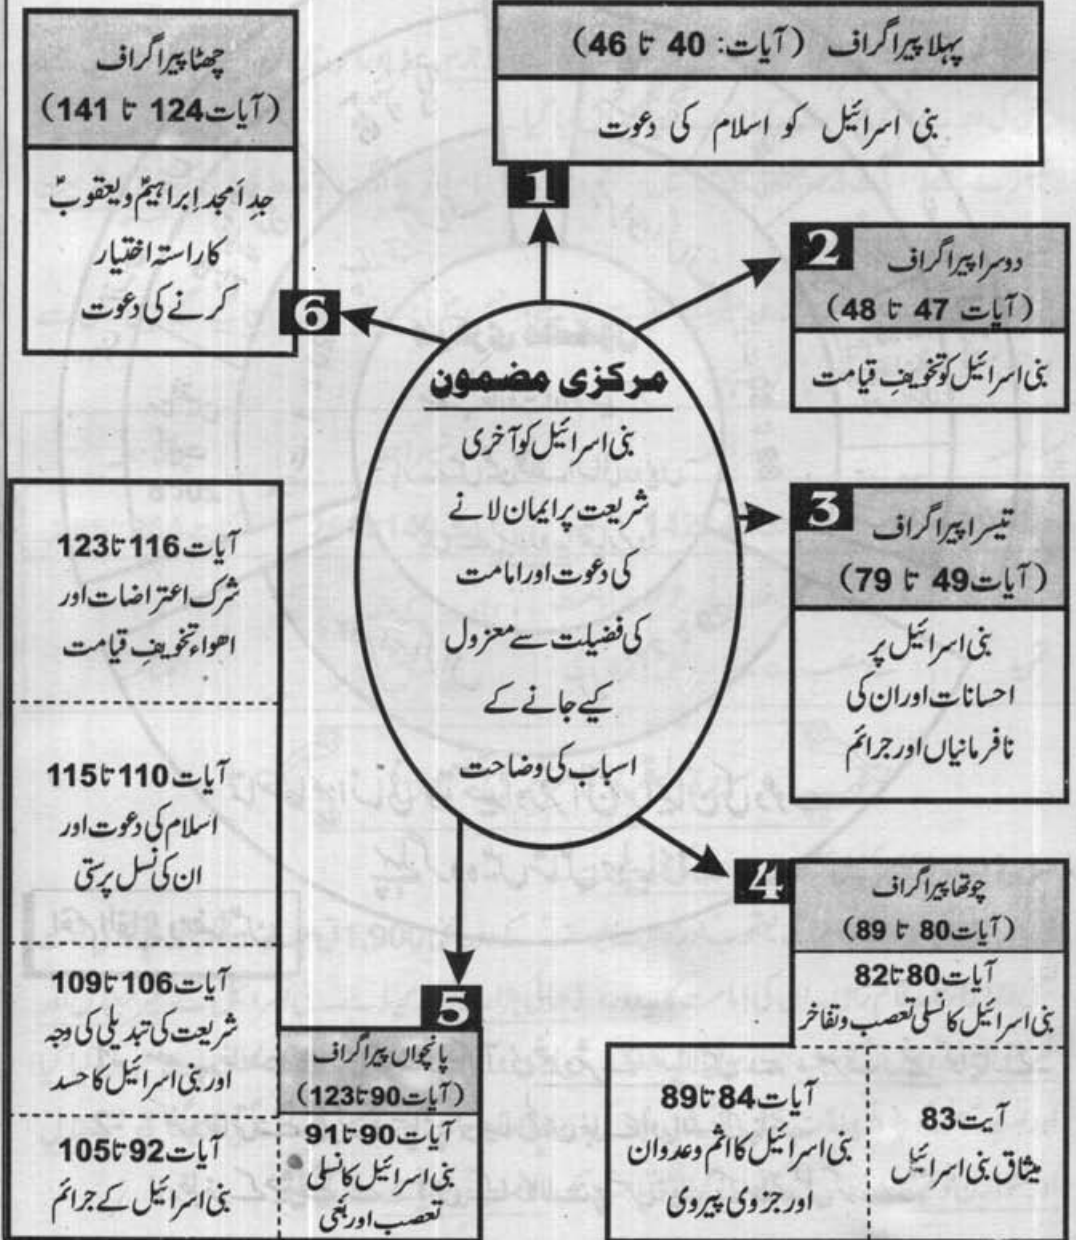 پہلا پیراگراف (آیات: 40 تا 46)
بنی اسرائیل کو اسلام کی دعوت
1
2
دوسرا پیراگراف
(آیات 47 تا 48)
بنی اسرائیل کو تخویفِ قیامت
3
تیسرا پیراگراف
(آیات 49 تا 79)
بنی اسرائیل پر
احسانات اور ان کی
نافرمانیاں اور جرائم
4
چوتھا پیراگراف
(آیات 80 تا 89)
آیات 80 تا 82
بنی اسرائیل کا نسلی تعصب و تفاخر
آیت 83
میثاق بنی اسرائیل
آیات 84 تا 89
بنی اسرائیل کا اثم و عدوان
اور جزوی پیروی
5
پانچواں پیراگراف
(آیات 90 تا 123)
آیات 90 تا 91
بنی اسرائیل کا نسلی
تعصب اور بغی
آیات 92 تا 105
بنی اسرائیل کے جرائم
آیات 106 تا 109
شریعت کی تبدیلی کی وجہ
اور بنی اسرائیل کا حسد
آیات 110 تا 115
اسلام کی دعوت اور
ان کی نسل پرستی
آیات 116 تا 123
شرک اعتراضات اور
اھواء تخویفِ قیامت
6
چھٹا پیراگراف
(آیات 124 تا 141)
جدِ اَمجد اِبراہیمؑ و یعقوبؑ
کا راستہ اختیار
کرنے کی دعوت
مرکزی مضمون
بنی اسرائیل کو آخری
شریعت پر ایمان لانے
کی دعوت اور امامت
کی فضیلت سے معزول
کیے جانے کے
اسباب کی وضاحت